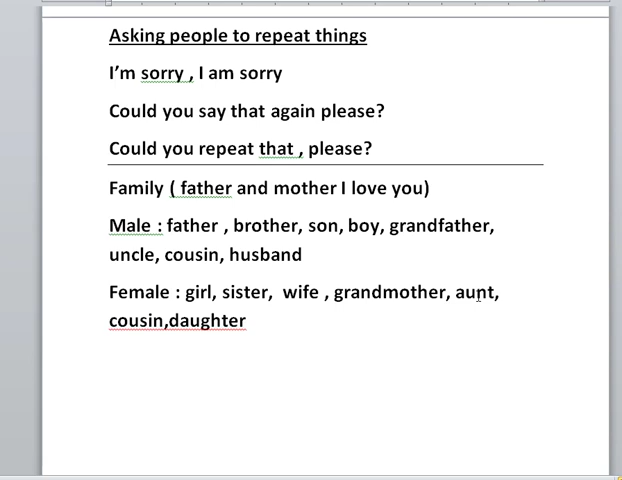 Asking people to repeat things
I'm sorry , I am sorry
Could you say that again please?
Could you repeat that , please?
Family ( father and mother I love you)
Male : father , brother, son, boy, grandfather,
uncle, cousin, husband
Female : girl, sister,  wife , grandmother, aunt,
cousin,daughter